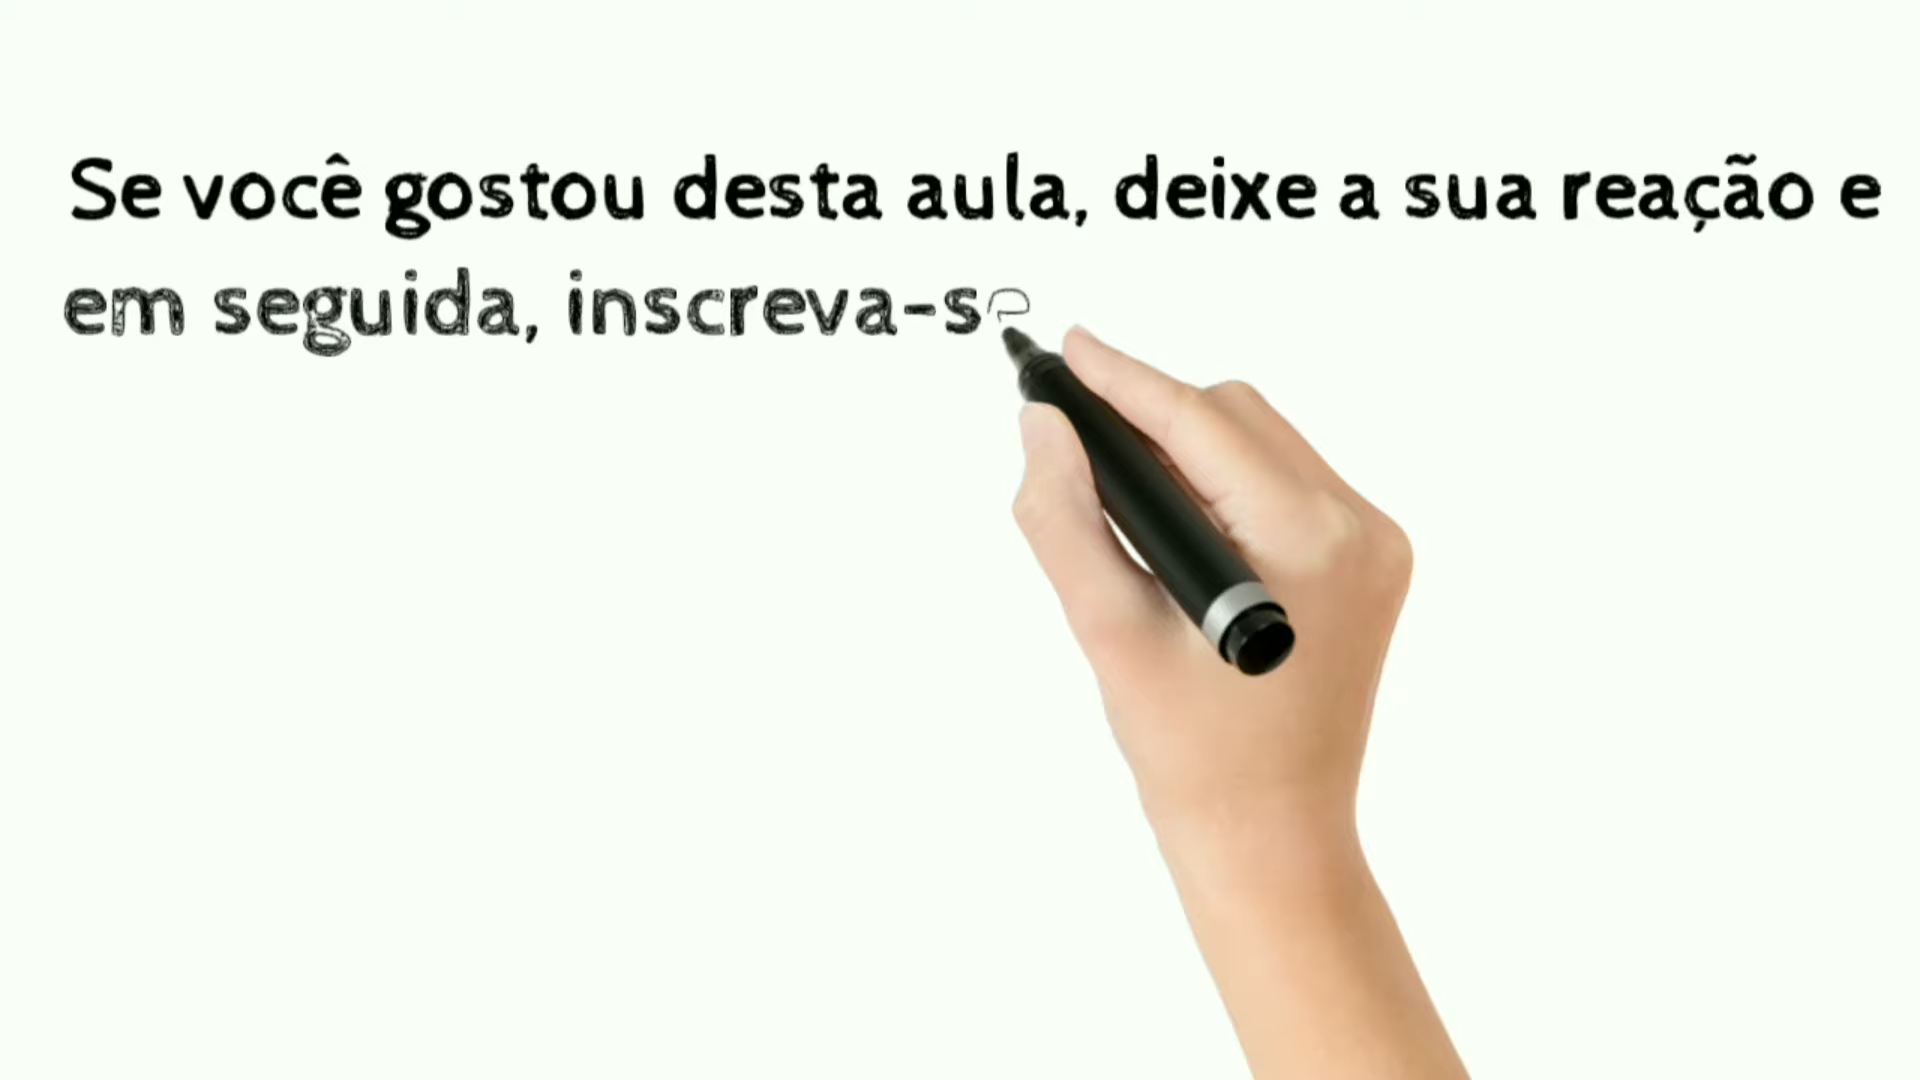 Se você gostou desta aula, deixe a sua reação e
em seguida, inscreva-se